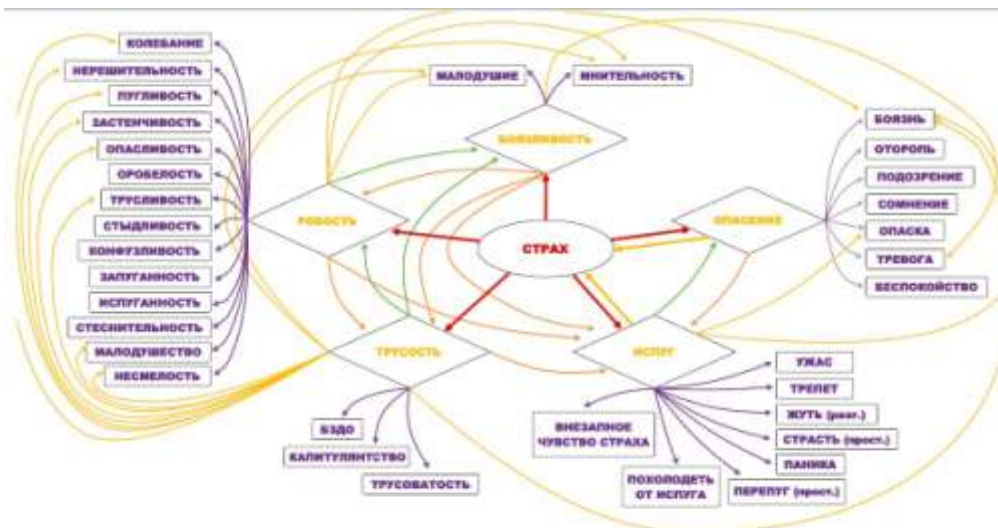 КОЛЕБАНИЕ
НЕРЕШИТЕЛЬНОСТЬ
ПУГЛИВОСТЬ
ЗАСТЕНЧИВОСТЬ
ОПАСЛИВОСТЬ
ОРОБЕЛОСТЬ
ТРУСЛИВОСТЬ
СТЫДЛИВОСТЬ
КОНФУЗЛИВОСТЬ
ЗАПУГАННОСТЬ
ИСПУГАННОСТЬ
СТЕСНИТЕЛЬНОСТЬ
МАЛОДУШЕСТВО
НЕСМЕЛОСТЬ
МАЛОДУШИЕ
МНИТЕЛЬНОСТЬ
БОЯЗЛИВОСТЬ
РОБОСТЬ
СТРАХ
ОПАСЕНИЕ
БОЯЗНЬ
ОТОРОПЬ
ПОДОЗРЕНИЕ
СОМНЕНИЕ
ОПАСКА
ТРЕВОГА
БЕСПОКОЙСТВО
ТРУСОСТЬ
ИСПУГ
БЗДО
КАПИТУЛЯНТСТВО
ТРУСОВАТОСТЬ
ВНЕЗАПНОЕ
ЧУВСТВО СТРАХА
ПОХОЛОДЕТЬ
ОТ ИСПУГА
УЖАС
ТРЕПЕТ
ЖУТЬ (разг.)
СТРАСТЬ (прост.)
ПАНИКА
ПЕРЕПУГ (прост.)